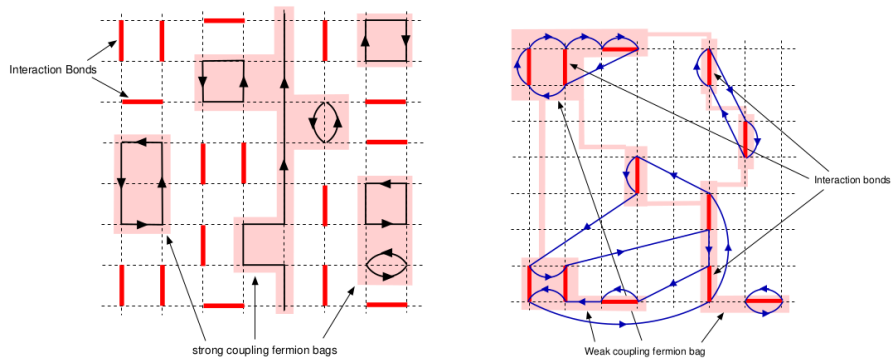 Interaction Bonds
strong coupling fermion bags
Interaction bonds
Weak coupling fermion bag